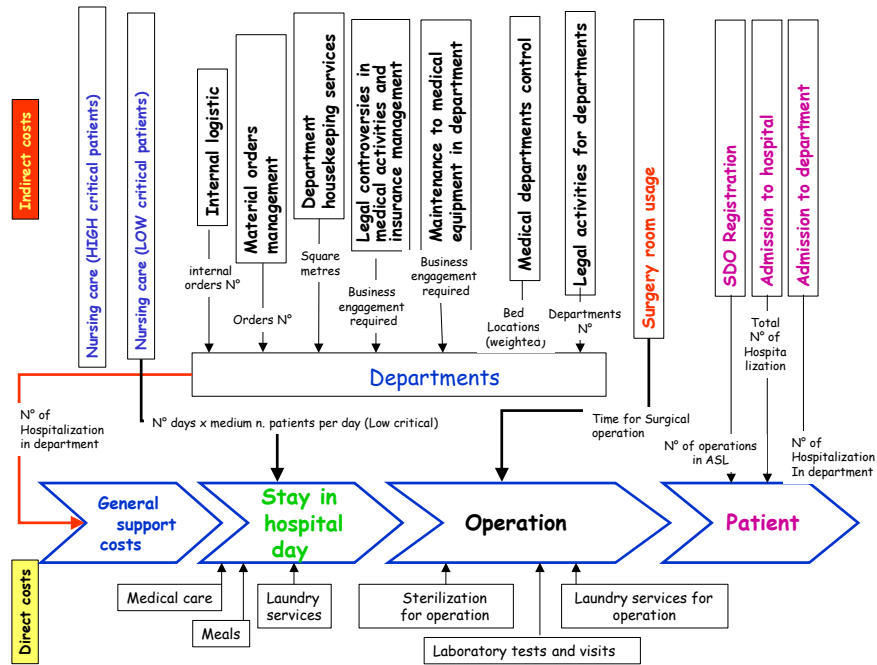 Indirect costs
Nursing care (HIGH critical patients)
Nursing care (LOW critical patients)
Internal logistic
Material orders
management
Department
housekeeping services
Legal controversies in
medical activities and
insurance management
Maintenance to medical
equipment in department
Medical departments control
Legal activities for departments
Surgery room usage
SDO Registration
Admission to hospital
Admission to department
internal
orders N°
Orders N°
Square
metres
Business
engagement
required
Business
engagement
required
Bed
Locations
(weighted)
Departments
N°
Total
N° of
Hospita
lization
Departments
N° of
Hospitalization
in department
N° days x medium n. patients per day (Low critical)
Time for Surgical
operation
N° of operations
in ASL
N° of
Hospitalization
In department
General
support
costs
Stay in
hospital
day
Operation
Patient
Direct costs
Medical care
Meals
Laundry
services
Sterilization
for operation
Laboratory tests and visits
Laundry services for
operation